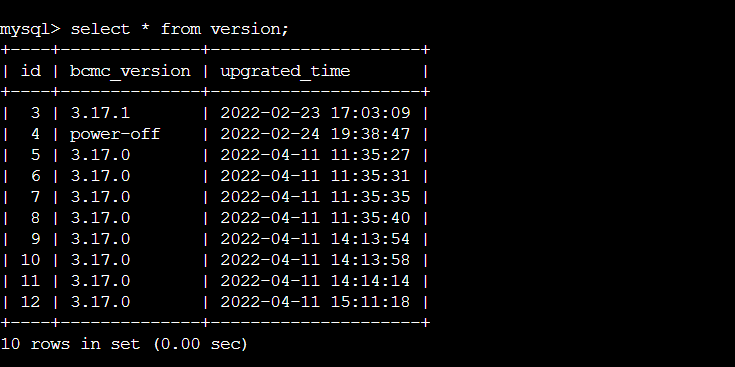 mysql> select * from version;
+----+--------------+---------------------+
| id | bcmc_version | upgrated_time       |
+----+--------------+---------------------+
|  3 | 3.17.1       | 2022-02-23 17:03:09 |
|  4 | power-off    | 2022-02-24 19:38:47 |
|  5 | 3.17.0       | 2022-04-11 11:35:27 |
|  6 | 3.17.0       | 2022-04-11 11:35:31 |
|  7 | 3.17.0       | 2022-04-11 11:35:35 |
|  8 | 3.17.0       | 2022-04-11 11:35:40 |
|  9 | 3.17.0       | 2022-04-11 14:13:54 |
| 10 | 3.17.0       | 2022-04-11 14:13:58 |
| 11 | 3.17.0       | 2022-04-11 14:14:14 |
| 12 | 3.17.0       | 2022-04-11 15:11:18 |
+----+--------------+---------------------+
10 rows in set (0.00 sec)